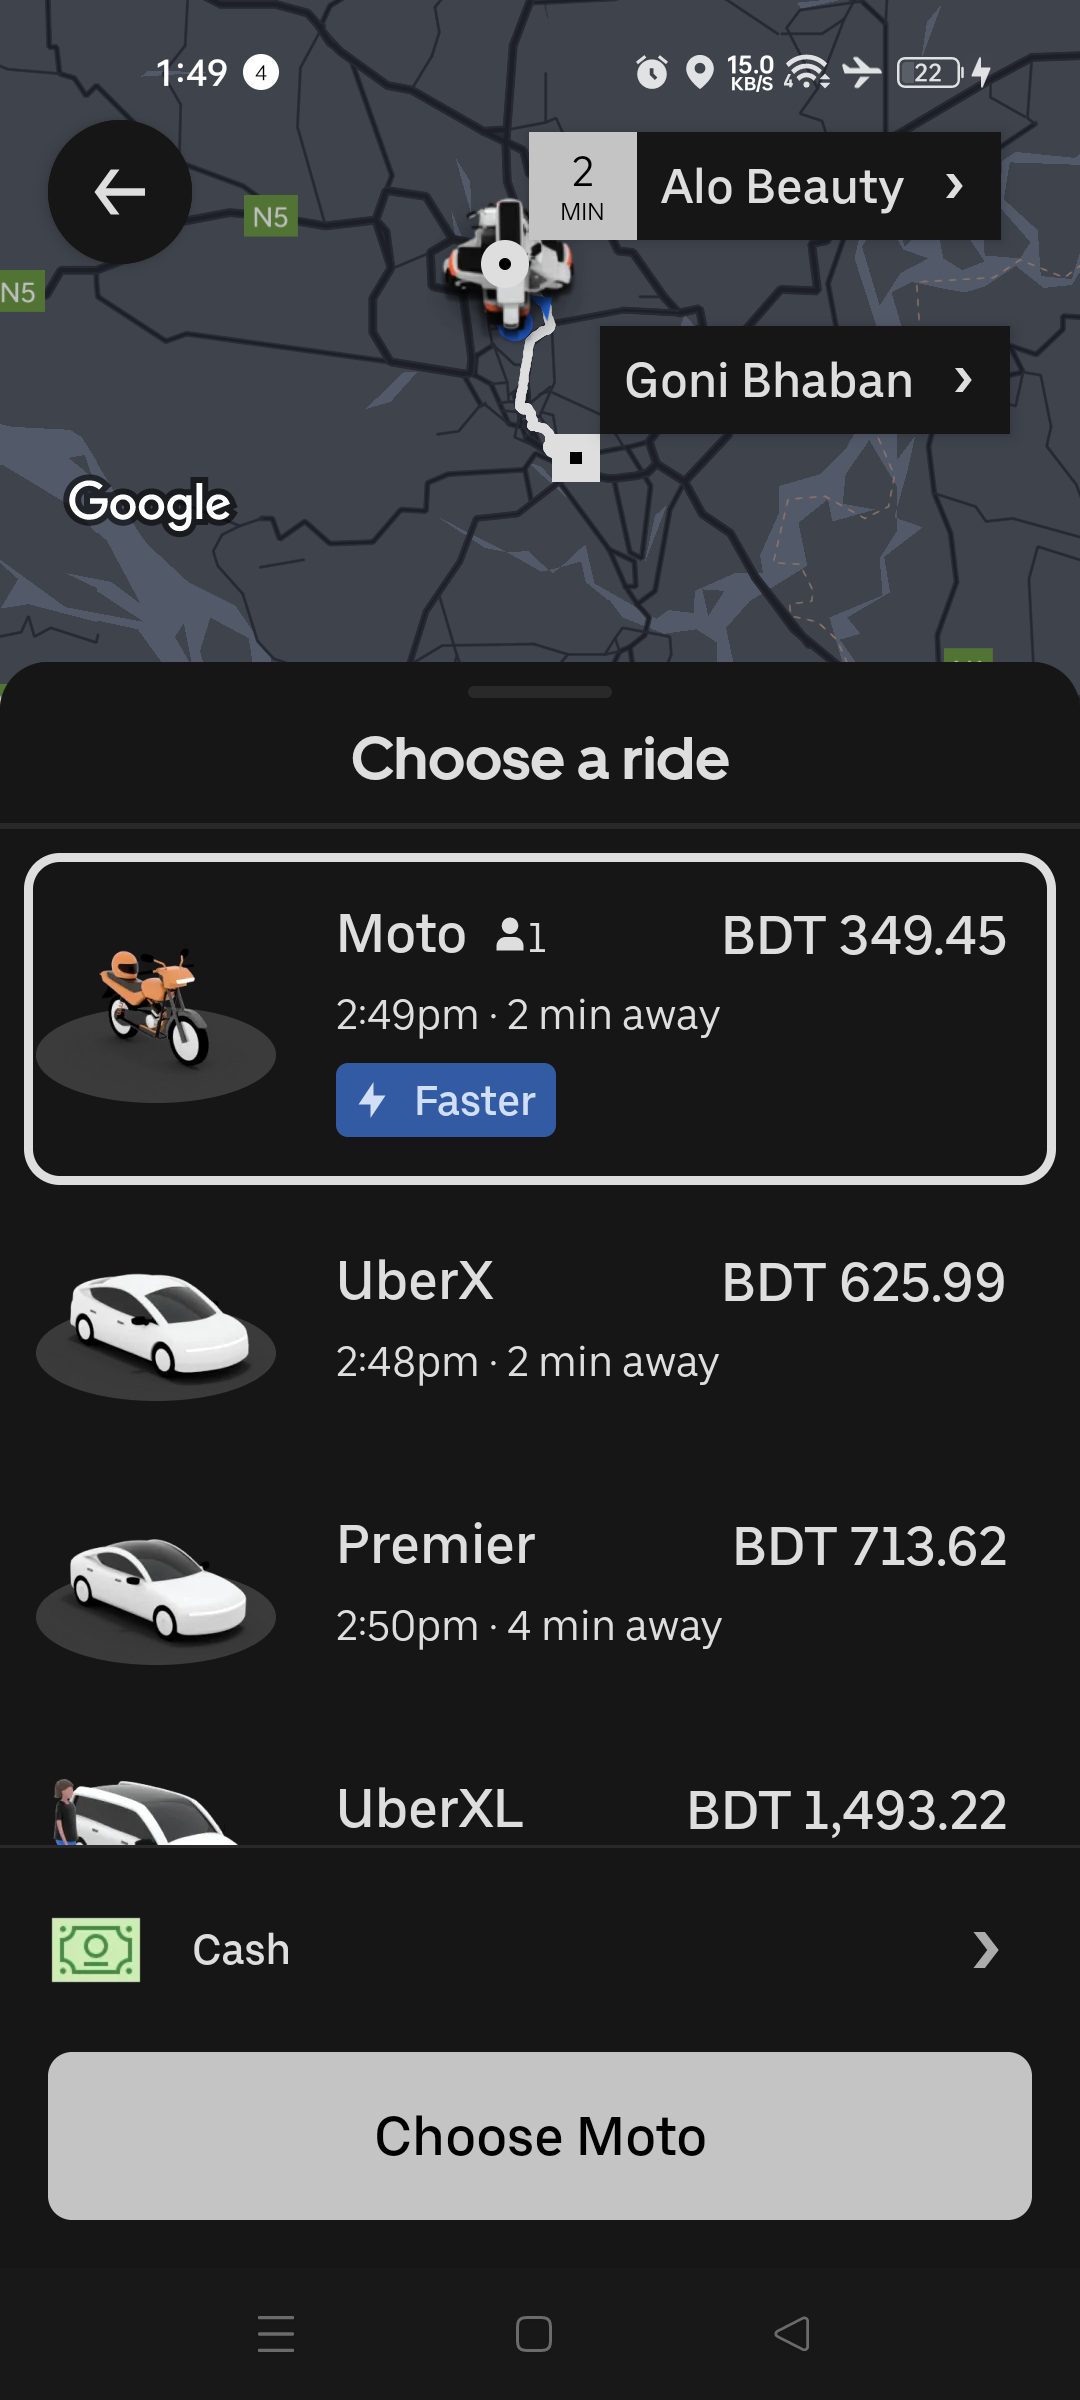 1:49 4 15.0 KB/S 4 22
2 MIN Alo Beauty
N5
N5
Goni Bhaban
Google
Choose a ride
Moto 1 BDT 349.45
2:49pm · 2 min away
Faster
UberX BDT 625.99
2:48pm · 2 min away
Premier BDT 713.62
2:50pm · 4 min away
UberXL BDT 1,493.22
Cash
Choose Moto